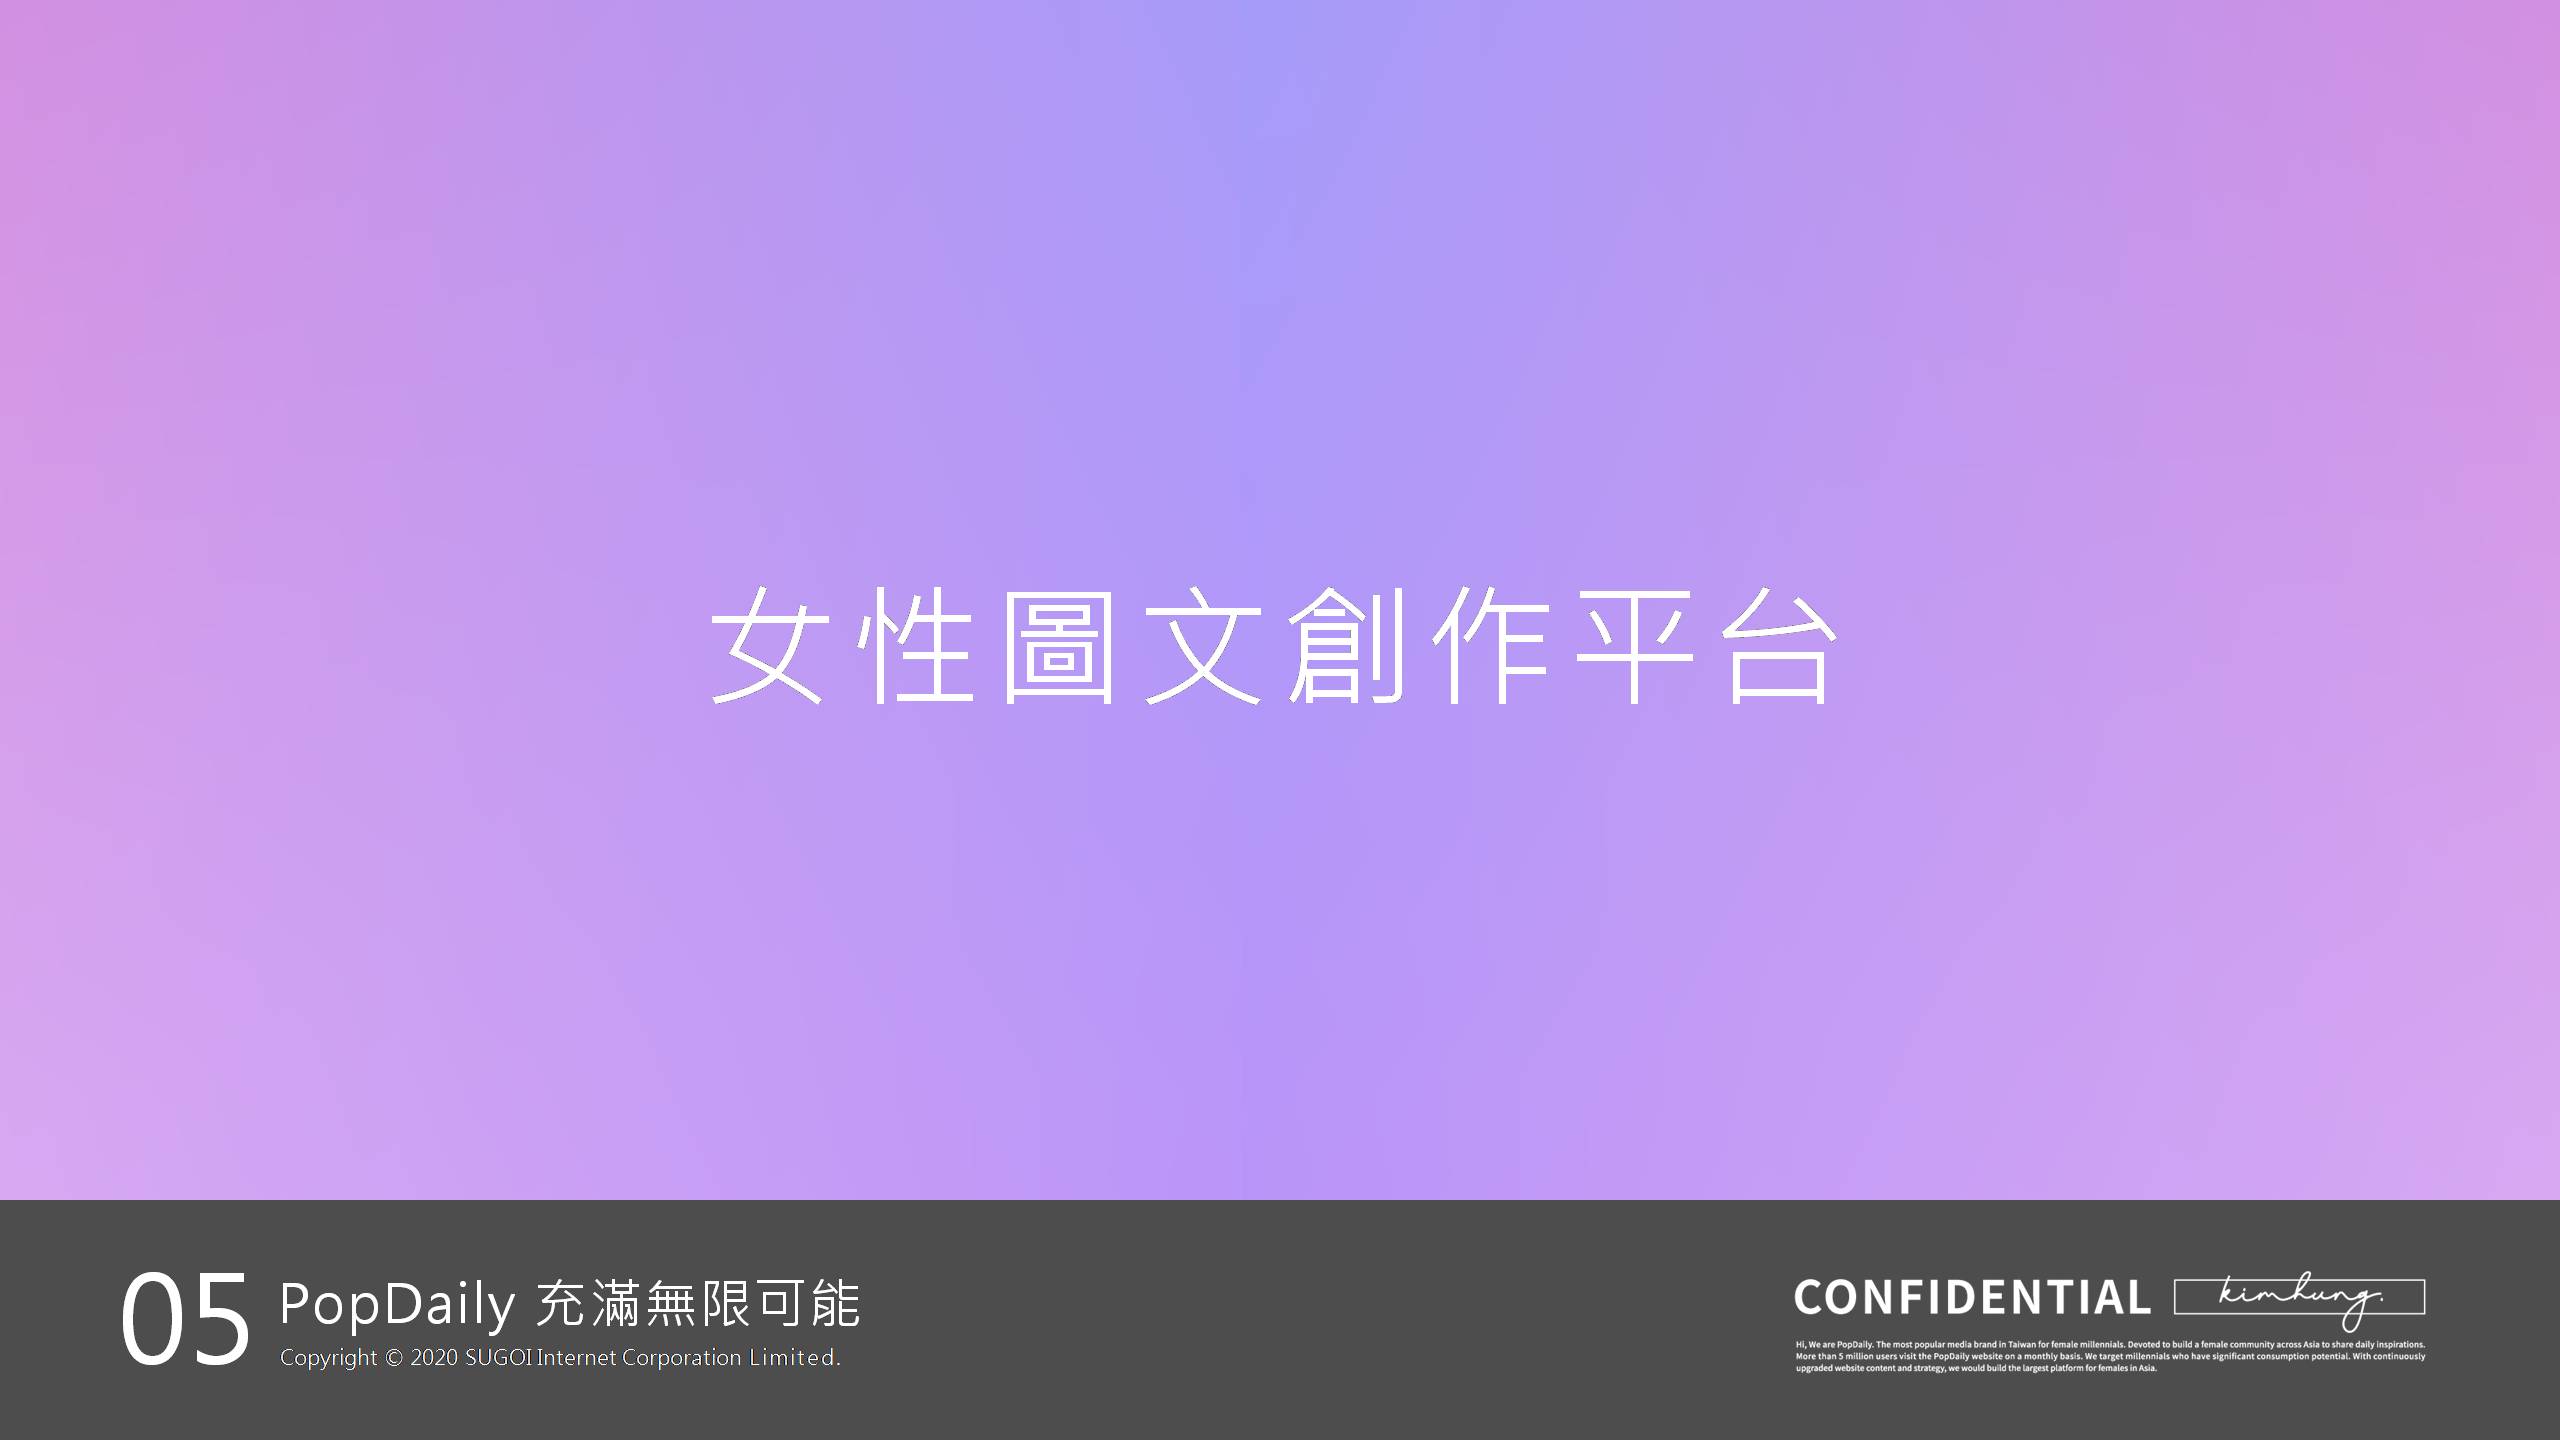 女性圖文創作平台
05
PopDaily 充滿無限可能
Copyright © 2020 SUGOI Internet Corporation Limited.
CONFIDENTIAL
kimhung.
Hi, We are PopDaily. The most popular media brand in Taiwan for female millennials. Devoted to build a female community across Asia to share daily inspirations.
More than 5 million users visit the PopDaily website on a monthly basis. We target millennials who have significant consumption potential. With continuously
upgraded website content and strategy, we would build the largest platform for females in Asia.